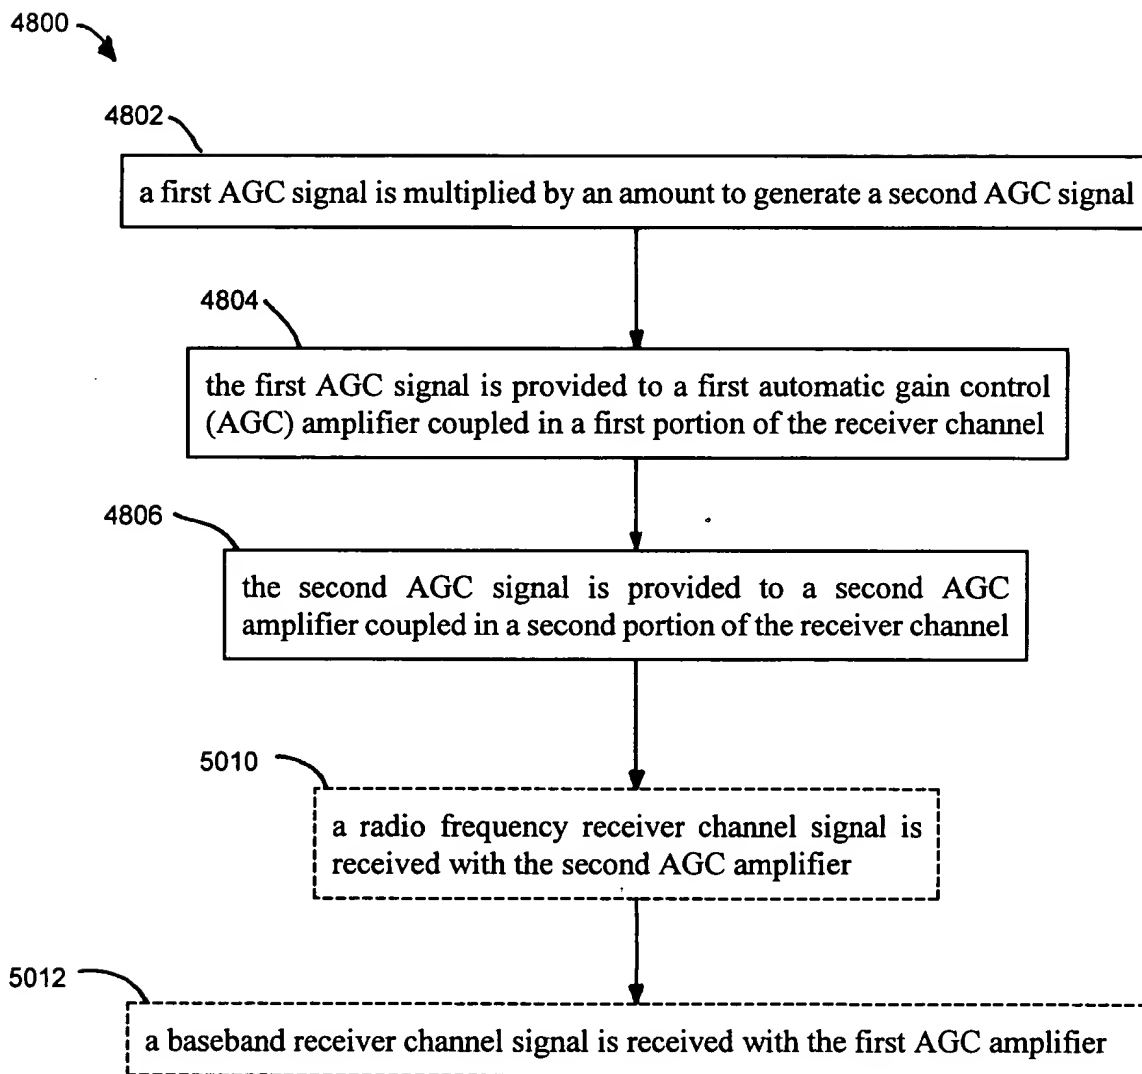 4800
4802
a first AGC signal is multiplied by an amount to generate a second AGC signal
4804
the first AGC signal is provided to a first automatic gain control
(AGC) amplifier coupled in a first portion of the receiver channel
4806
the second AGC signal is provided to a second AGC
amplifier coupled in a second portion of the receiver channel
5010
a radio frequency receiver channel signal is
received with the second AGC amplifier
5012
a baseband receiver channel signal is received with the first AGC amplifier